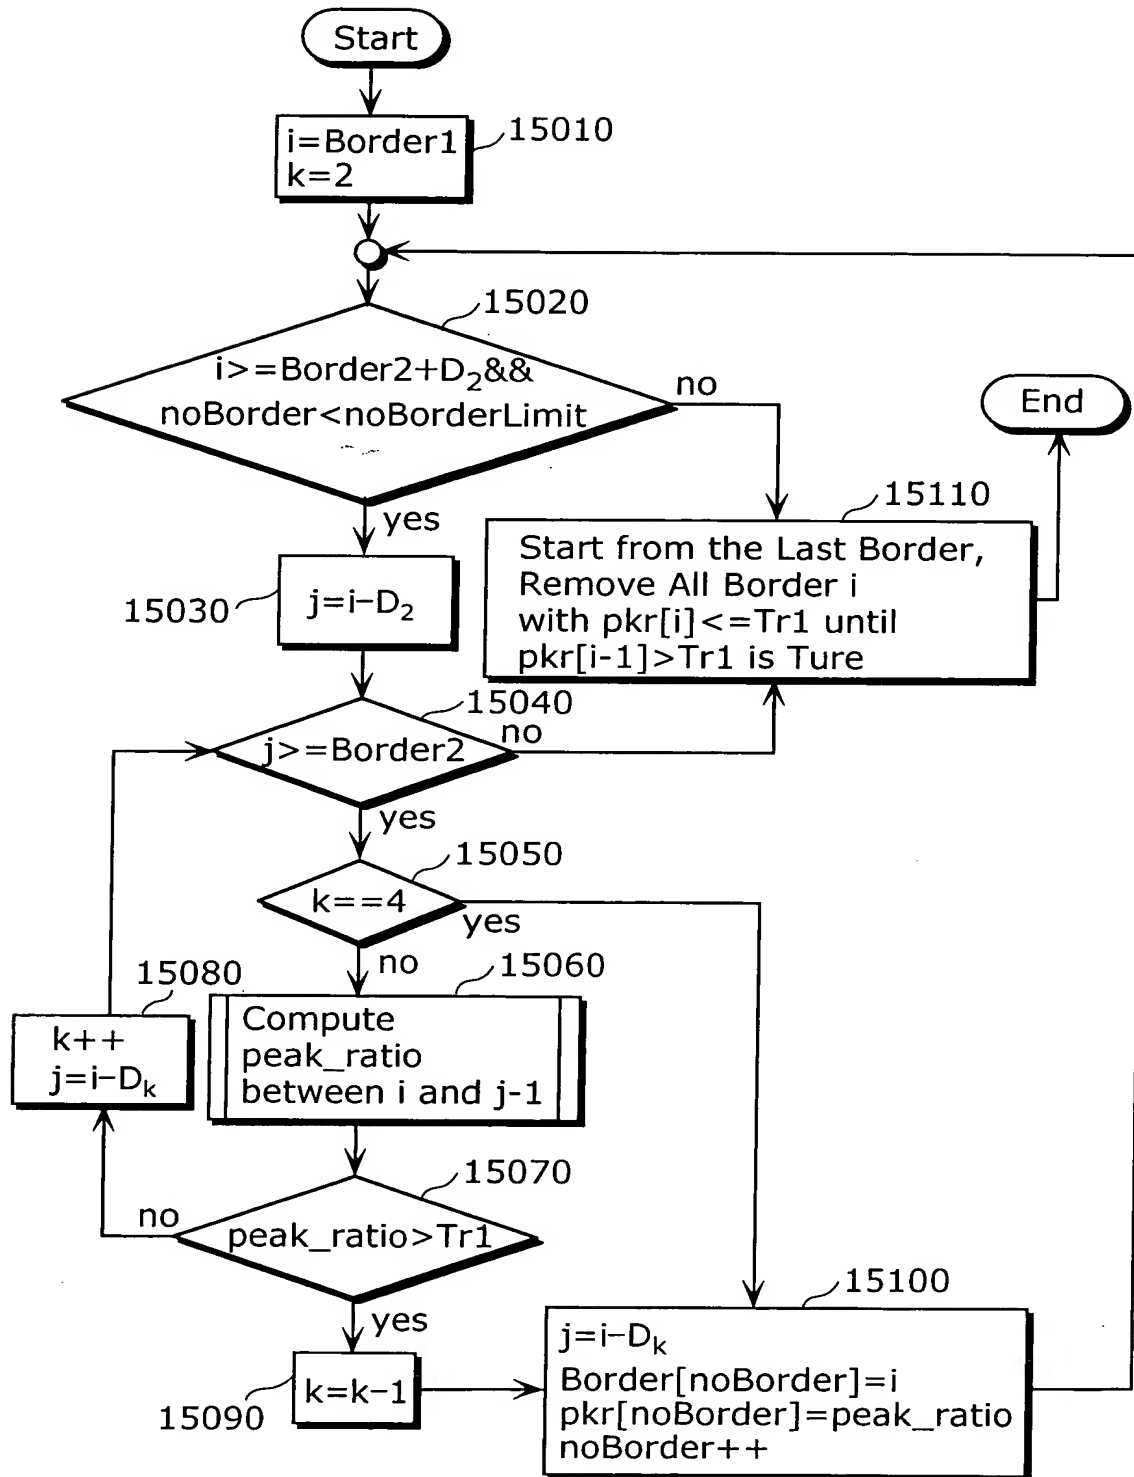 Start
15010
i=Border1
k=2
15020
i>=Border2+D₂&&
noBorder<noBorderLimit
no
End
yes
15110
Start from the Last Border,
Remove All Border i
with pkr[i]<=Tr1 until
pkr[i-1]>Tr1 is Ture
15030
j=i–D₂
15040
j>=Border2
no
yes
15050
k==4
yes
no
15060
15080
k++
j=i–Dₖ
Compute
peak_ratio
between i and j-1
15070
no
peak_ratio>Tr1
yes
15100
j=i–Dₖ
Border[noBorder]=i
pkr[noBorder]=peak_ratio
noBorder++
k=k–1
15090